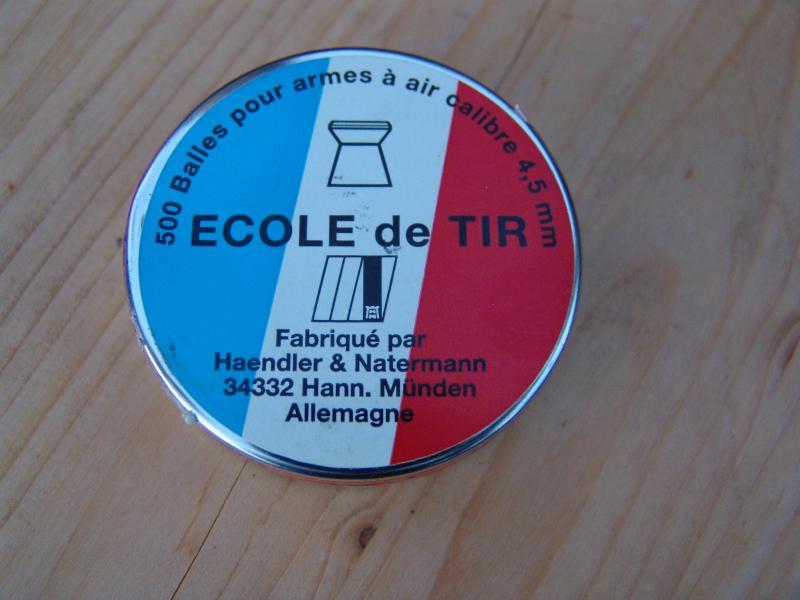 500 Balles pour armes à air calibre 4,5 mm
ECOLE de TIR
Fabriqué par
Haendler & Natermann
34332 Hann. Münden
Allemagne